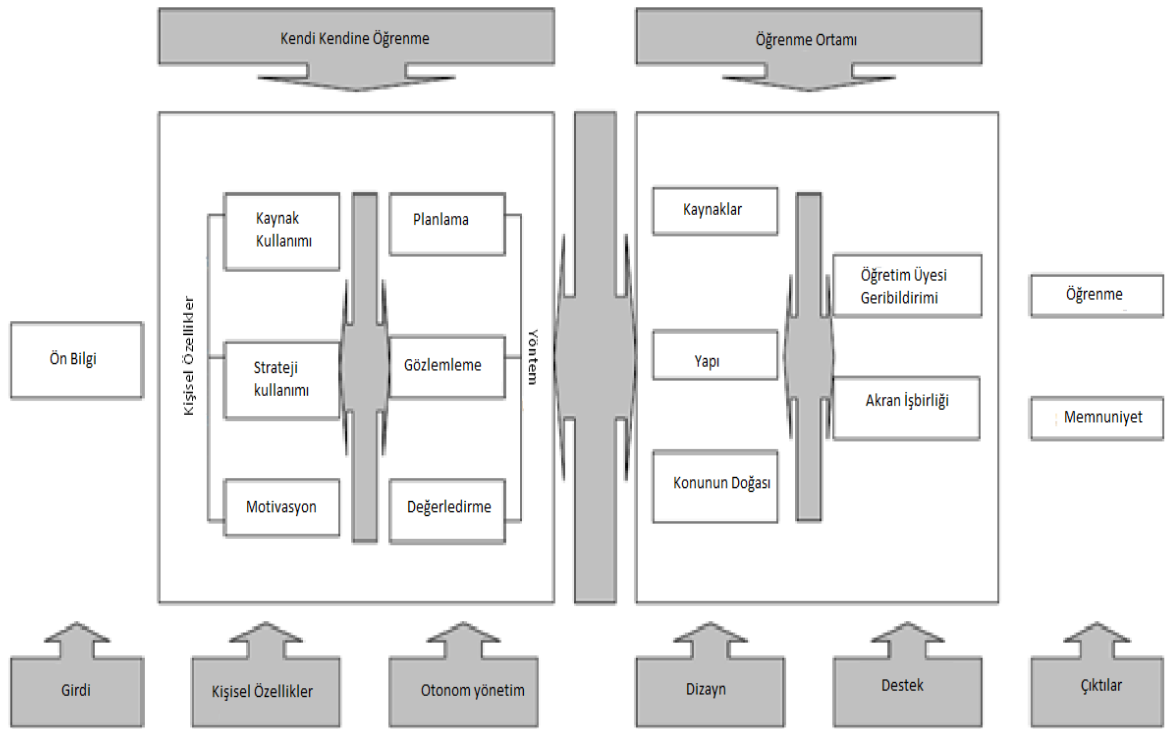 Kendi Kendine Öğrenme
Öğrenme Ortamı
Ön Bilgi
Kişisel Özellikler
Kaynak
Kullanımı
Strateji
kullanımı
Motivasyon
Planlama
Gözlemleme
Değerledirme
Yöntem
Kaynaklar
Yapı
Konunun Doğası
Öğretim Üyesi
Geribildirimi
Akran İşbirliği
Öğrenme
Memnuniyet
Girdi
Kişisel Özellikler
Otonom yönetim
Dizayn
Destek
Çıktılar